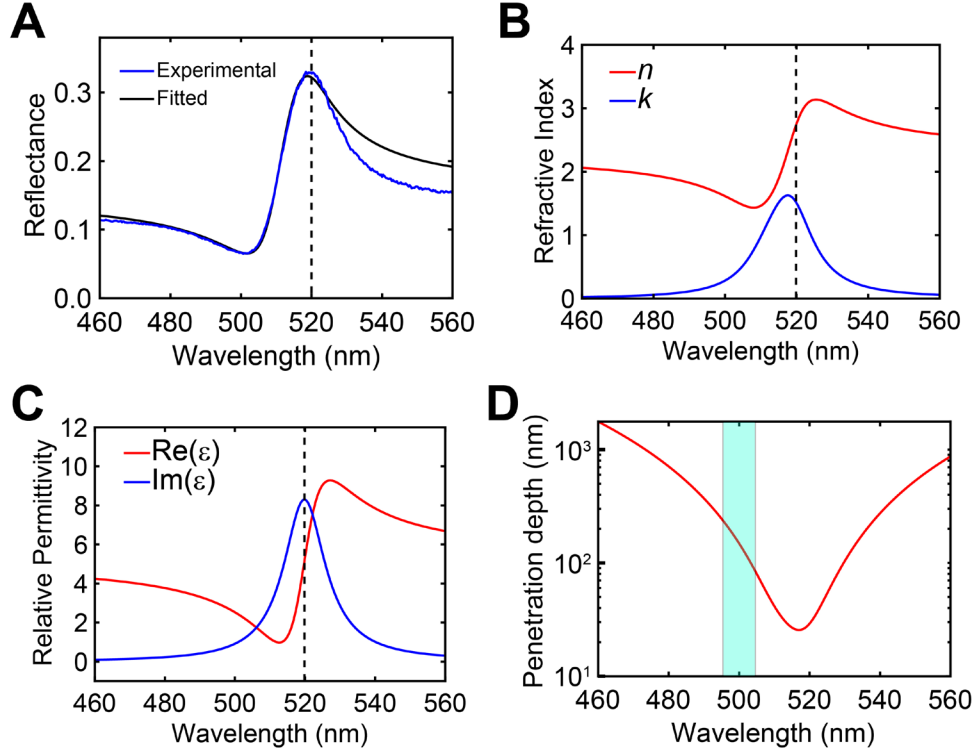 A
Reflectance
0.3
0.2
0.1
0.0
Experimental
Fitted
460 480 500 520 540 560
Wavelength (nm)
B
Refractive Index
4
3
2
1
0
n
k
460 480 500 520 540 560
Wavelength (nm)
C
Relative Permittivity
12
10
8
6
4
2
0
Re(ε)
Im(ε)
460 480 500 520 540 560
Wavelength (nm)
D
Penetration depth (nm)
10³
10²
10¹
460 480 500 520 540 560
Wavelength (nm)